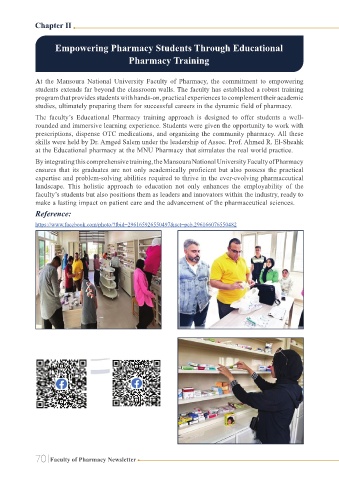 Chapter II
Empowering Pharmacy Students Through Educational
Pharmacy Training
At the Mansoura National University Faculty of Pharmacy, the commitment to empowering
students extends far beyond the classroom walls. The faculty has established a robust training
program that provides students with hands-on, practical experiences to complement their academic
studies, ultimately preparing them for successful careers in the dynamic field of pharmacy.
The faculty's Educational Pharmacy training approach is designed to offer students a well-
rounded and immersive learning experience. Students were given the opportunity to work with
prescriptions, dispense OTC medications, and organizing the community pharmacy. All these
skills were held by Dr. Amged Salem under the leadership of Assoc. Prof. Ahmed R. El-Sheakh
at the Educational pharmacy at the MNU Pharmacy that simulates the real world practice.
By integrating this comprehensive training, the Mansoura National University Faculty of Pharmacy
ensures that its graduates are not only academically proficient but also possess the practical
expertise and problem-solving abilities required to thrive in the ever-evolving pharmaceutical
landscape. This holistic approach to education not only enhances the employability of the
faculty's students but also positions them as leaders and innovators within the industry, ready to
make a lasting impact on patient care and the advancement of the pharmaceutical sciences.
Reference:
70 Faculty of Pharmacy Newsletter